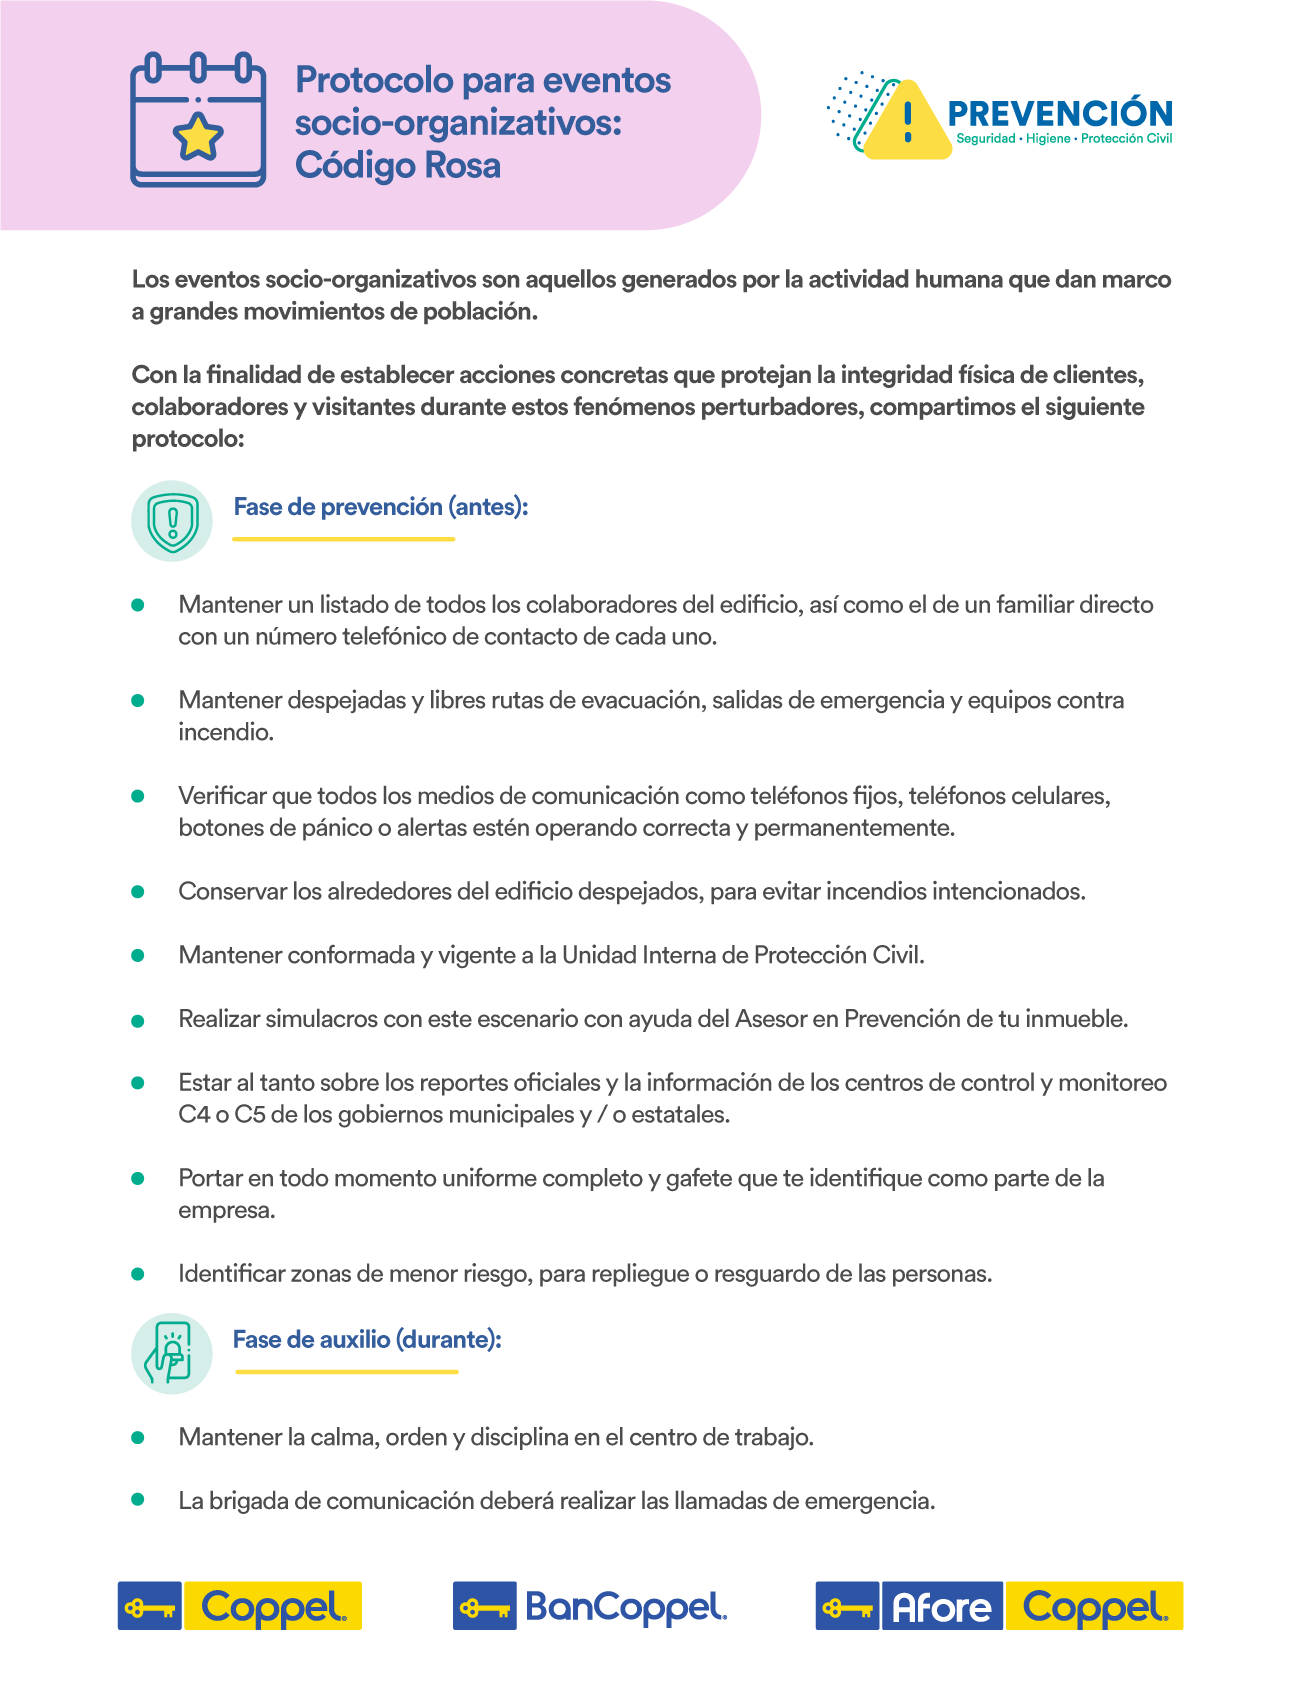 Protocolo para eventos
socio-organizativos:
Código Rosa
PREVENCIÓN
Seguridad • Higiene • Protección Civil
Los eventos socio-organizativos son aquellos generados por la actividad humana que dan marco
a grandes movimientos de población.
Con la finalidad de establecer acciones concretas que protejan la integridad física de clientes,
colaboradores y visitantes durante estos fenómenos perturbadores, compartimos el siguiente
protocolo:
Fase de prevención (antes):
Mantener un listado de todos los colaboradores del edificio, así como el de un familiar directo
con un número telefónico de contacto de cada uno.
Mantener despejadas y libres rutas de evacuación, salidas de emergencia y equipos contra
incendio.
Verificar que todos los medios de comunicación como teléfonos fijos, teléfonos celulares,
botones de pánico o alertas estén operando correcta y permanentemente.
Conservar los alrededores del edificio despejados, para evitar incendios intencionados.
Mantener conformada y vigente a la Unidad Interna de Protección Civil.
Realizar simulacros con este escenario con ayuda del Asesor en Prevención de tu inmueble.
Estar al tanto sobre los reportes oficiales y la información de los centros de control y monitoreo
C4 o C5 de los gobiernos municipales y / o estatales.
Portar en todo momento uniforme completo y gafete que te identifique como parte de la
empresa.
Identificar zonas de menor riesgo, para repliegue o resguardo de las personas.
Fase de auxilio (durante):
Mantener la calma, orden y disciplina en el centro de trabajo.
La brigada de comunicación deberá realizar las llamadas de emergencia.
Coppel®
BanCoppel®
Afore Coppel®